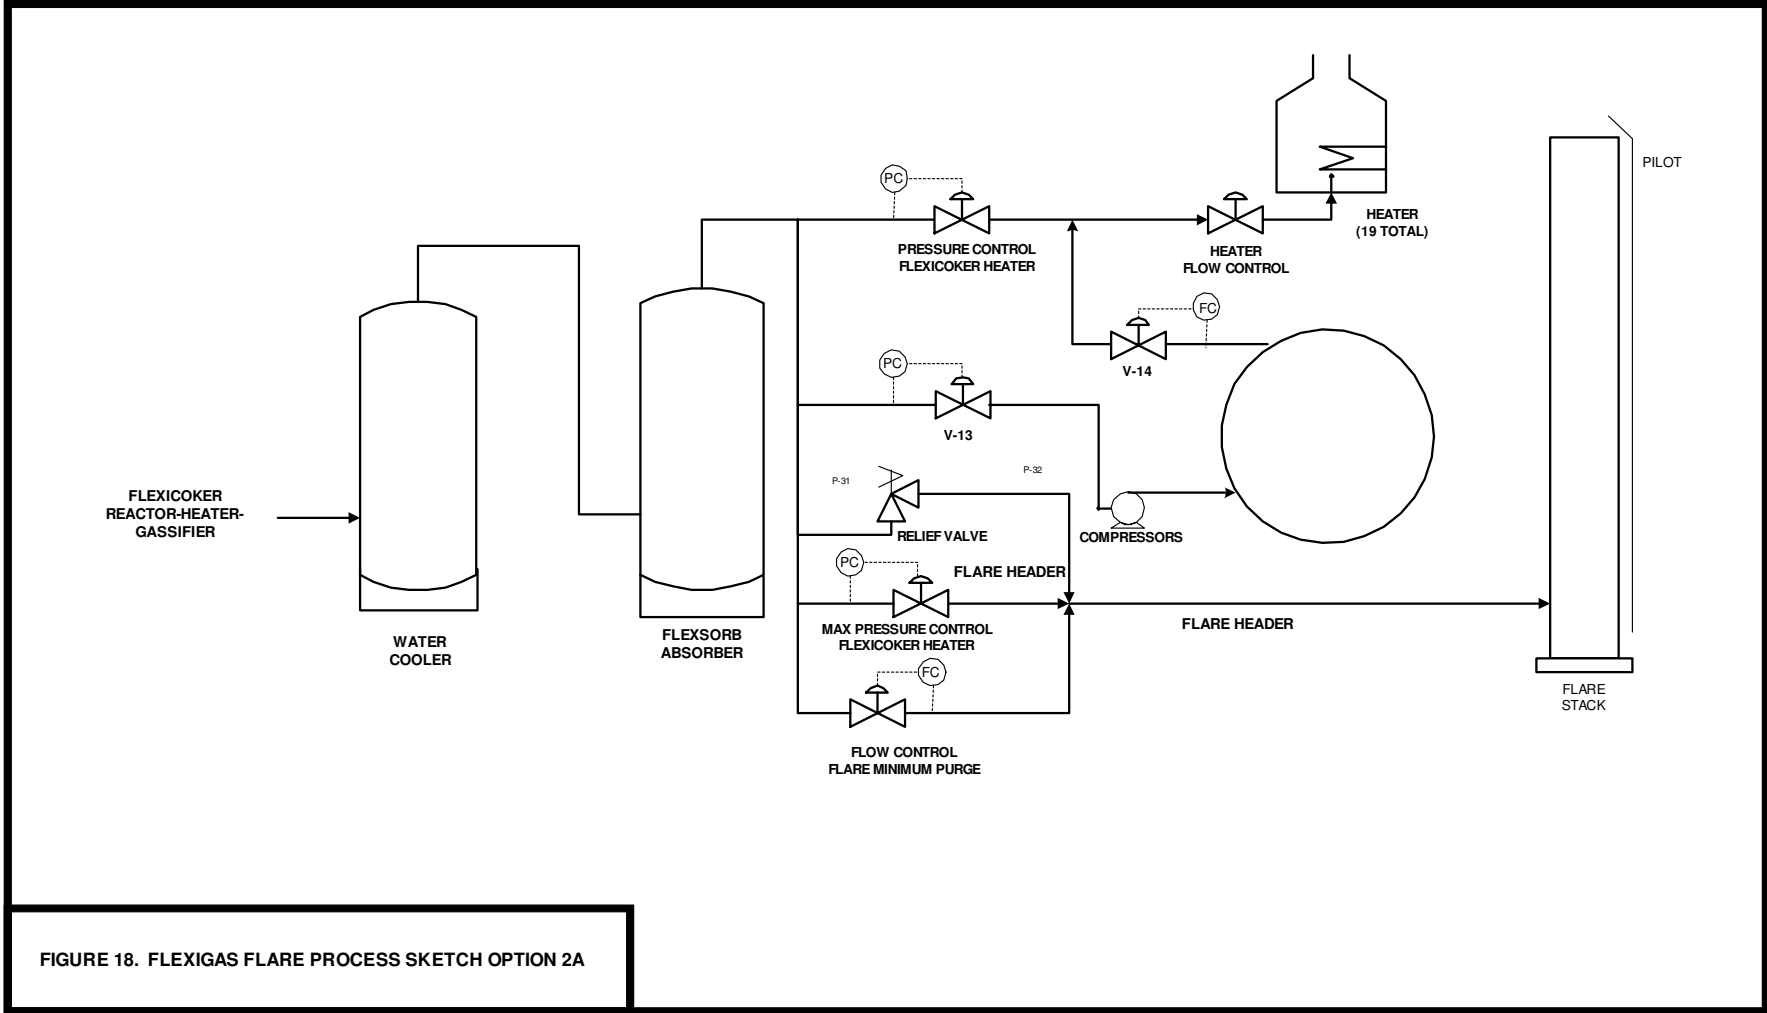 PILOT
PC
HEATER
(19 TOTAL)
PRESSURE CONTROL
FLEXICOKER HEATER
HEATER
FLOW CONTROL
FC
V-14
PC
V-13
P-31
P-32
FLEXICOKER
REACTOR-HEATER-
GASSIFIER
RELIEF VALVE
COMPRESSORS
PC
FLARE HEADER
MAX PRESSURE CONTROL
FLEXICOKER HEATER
FLARE HEADER
WATER
COOLER
FLEXSORB
ABSORBER
FC
FLARE
STACK
FLOW CONTROL
FLARE MINIMUM PURGE
FIGURE 18. FLEXIGAS FLARE PROCESS SKETCH OPTION 2A